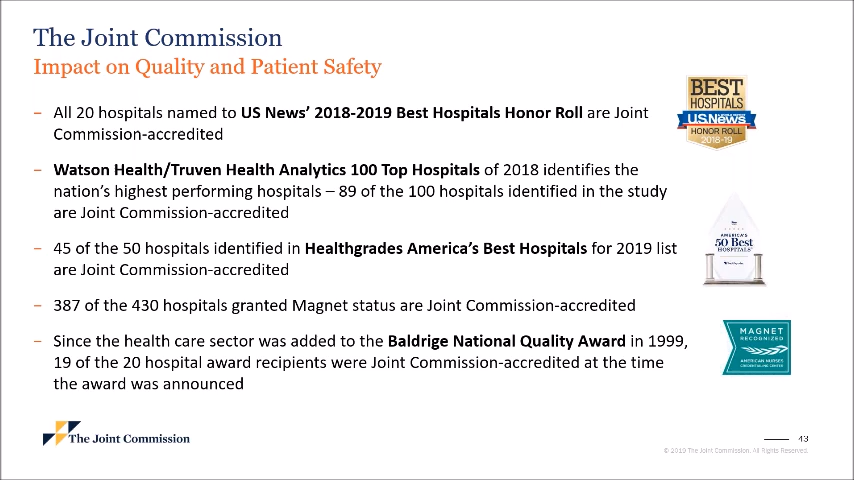 The Joint Commission
Impact on Quality and Patient Safety
– All 20 hospitals named to US News’ 2018-2019 Best Hospitals Honor Roll are Joint
Commission-accredited
– Watson Health/Truven Health Analytics 100 Top Hospitals of 2018 identifies the
nation’s highest performing hospitals – 89 of the 100 hospitals identified in the study
are Joint Commission-accredited
– 45 of the 50 hospitals identified in Healthgrades America’s Best Hospitals for 2019 list
are Joint Commission-accredited
– 387 of the 430 hospitals granted Magnet status are Joint Commission-accredited
– Since the health care sector was added to the Baldrige National Quality Award in 1999,
19 of the 20 hospital award recipients were Joint Commission-accredited at the time
the award was announced
BEST
HOSPITALS
U.S.News
HONOR ROLL
2018-19
AMERICA'S
50 Best
HOSPITALS
MAGNET
RECOGNIZED
AMERICAN NURSES
CREDENTIALING CENTER
The Joint Commission
43
© 2019 The Joint Commission. All Rights Reserved.